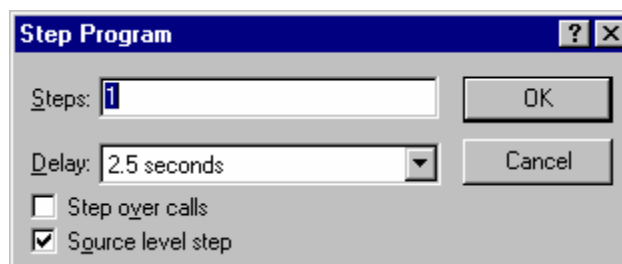 Step Program
Steps: 1
OK
Delay: 2.5 seconds
Cancel
Step over calls
Source level step